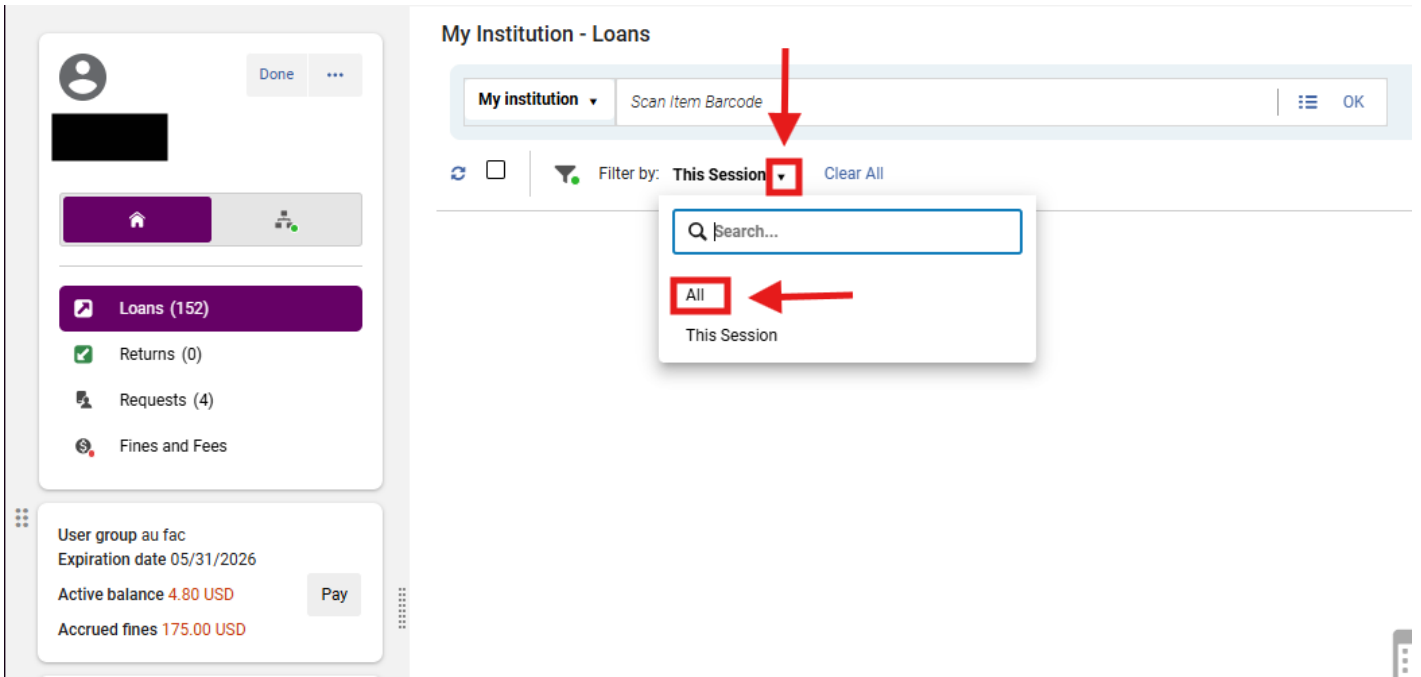 My Institution - Loans
Done
My institution
Scan Item Barcode
OK
Filter by: This Session
Clear All
Search...
All
This Session
Loans (152)
Returns (0)
Requests (4)
Fines and Fees
User group au fac
Expiration date 05/31/2026
Active balance 4.80 USD
Pay
Accrued fines 175.00 USD